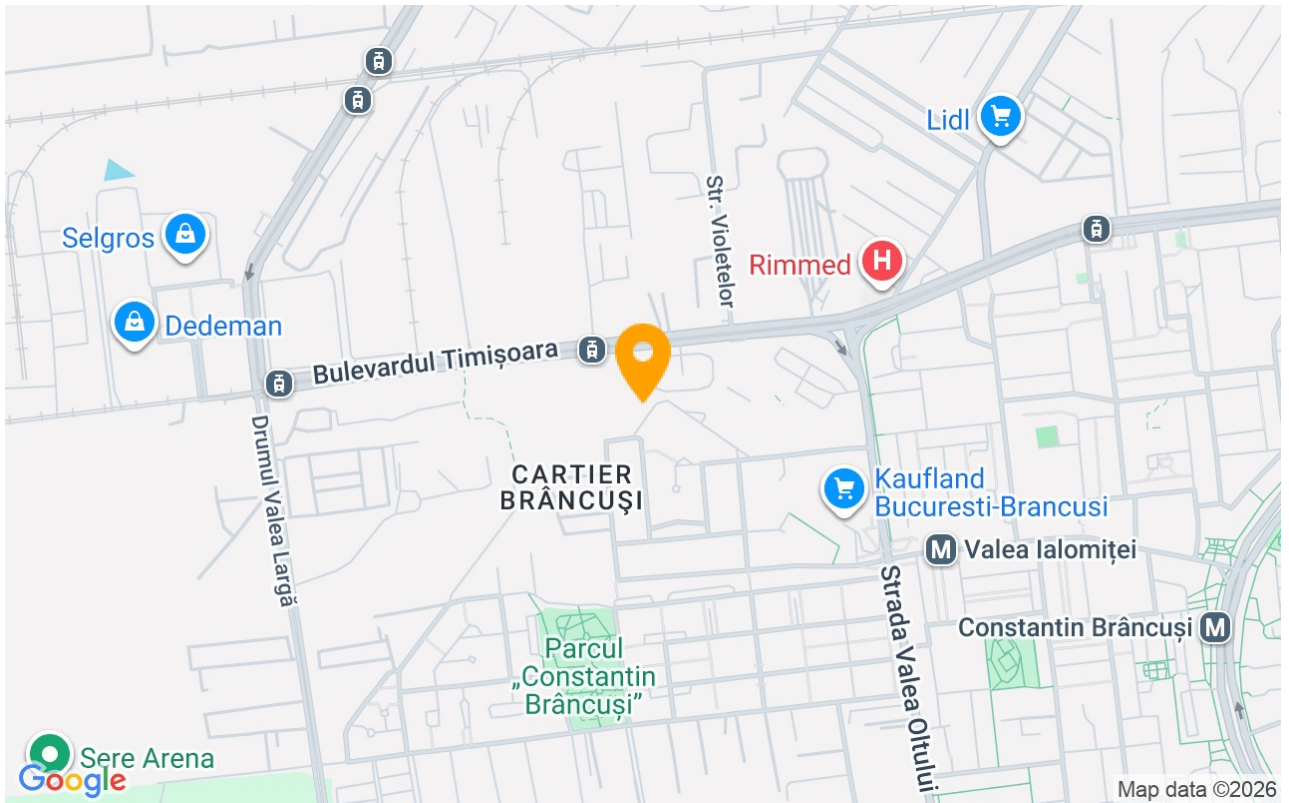 Lidl
Str. Violetelor
Selgros
Rimmed
H
Dedeman
Bulevardul Timișoara
Drumul Valea Largă
CARTIER
BRÂNCUȘI
Kaufland
Bucuresti-Brancusi
M Valea Ialomiței
Strada Valea Oltului
Constantin Brâncuși M
Parcul
„Constantin
Brâncuși”
Sere Arena
Google
Map data ©2026